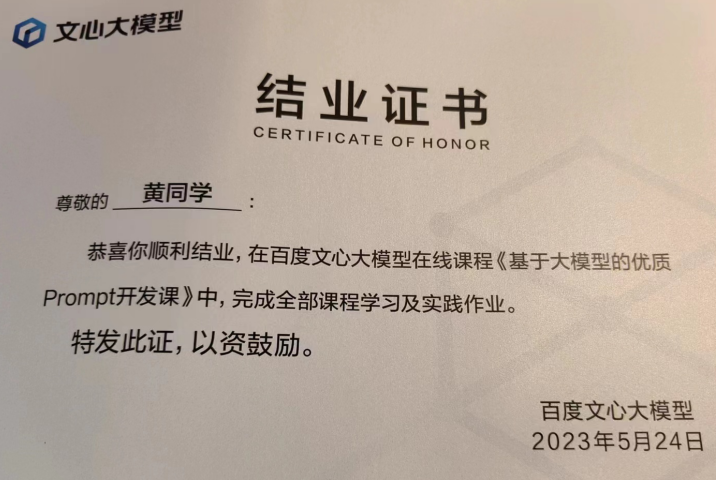 文心大模型
结业证书
CERTIFICATE OF HONOR
尊敬的 黄同学 :
恭喜你顺利结业，在百度文心大模型在线课程《基于大模型的优质
Prompt开发课》中，完成全部课程学习及实践作业。
特发此证，以资鼓励。
百度文心大模型
2023年5月24日